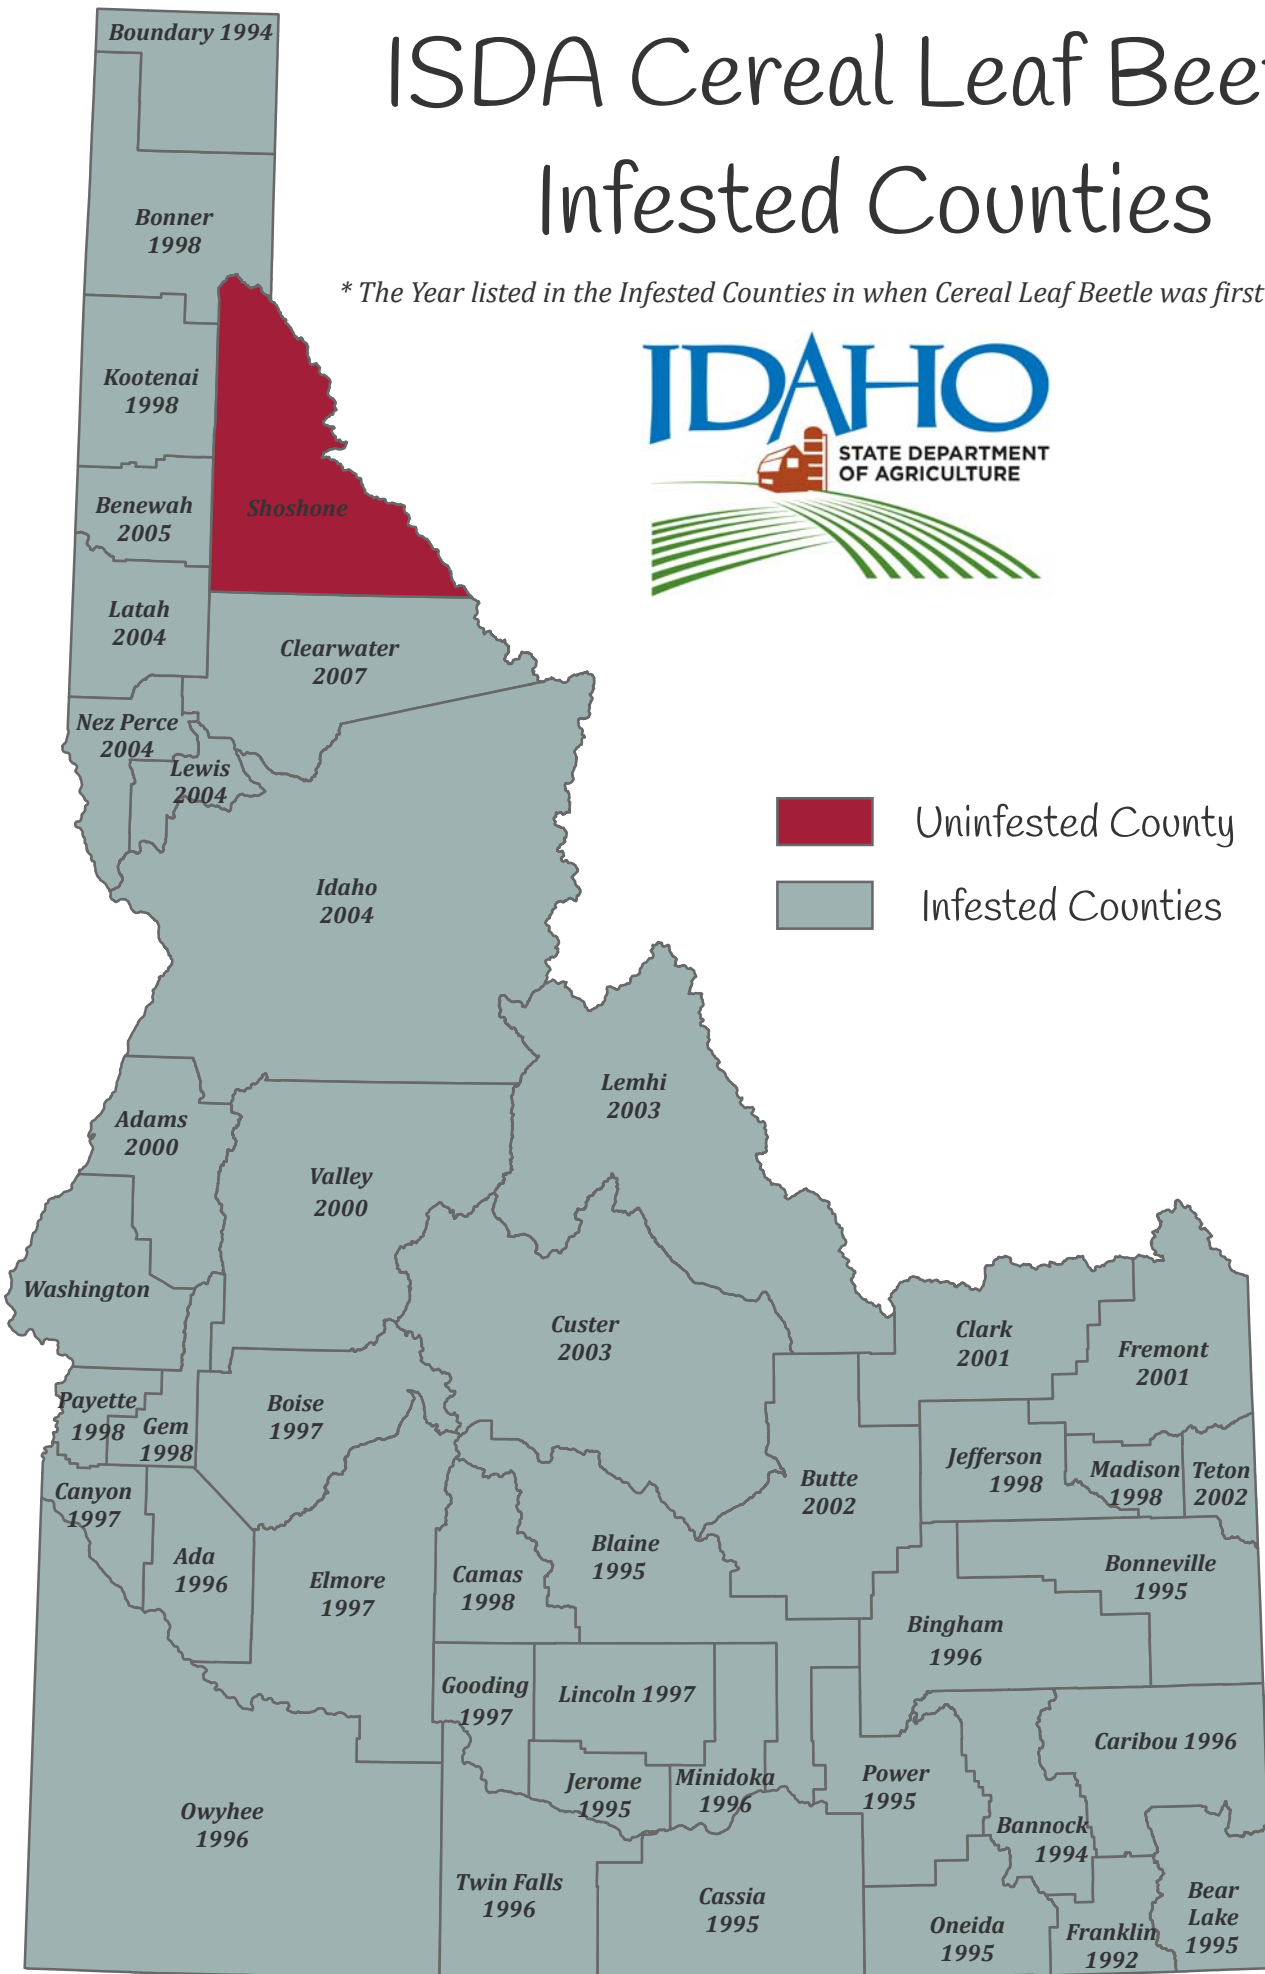 ISDA Cereal Leaf Bee
Infested Counties
* The Year listed in the Infested Counties in when Cereal Leaf Beetle was first
IDAHO
STATE DEPARTMENT
OF AGRICULTURE
Boundary 1994
Bonner
1998
Kootenai
1998
Shoshone
Benewah
2005
Latah
2004
Clearwater
2007
Nez Perce
2004
Lewis
2004
Uninfested County
Infested Counties
Idaho
2004
Lemhi
2003
Adams
2000
Valley
2000
Washington
Custer
2003
Clark
2001
Fremont
2001
Payette
1998
Gem
1998
Boise
1997
Butte
2002
Jefferson
1998
Madison
1998
Teton
2002
Canyon
1997
Ada
1996
Elmore
1997
Camas
1998
Blaine
1995
Bonneville
1995
Bingham
1996
Gooding
1997
Lincoln 1997
Jerome
1995
Minidoka
1996
Power
1995
Caribou 1996
Bannock
1994
Owyhee
1996
Twin Falls
1996
Cassia
1995
Oneida
1995
Franklin
1992
Bear
Lake
1995